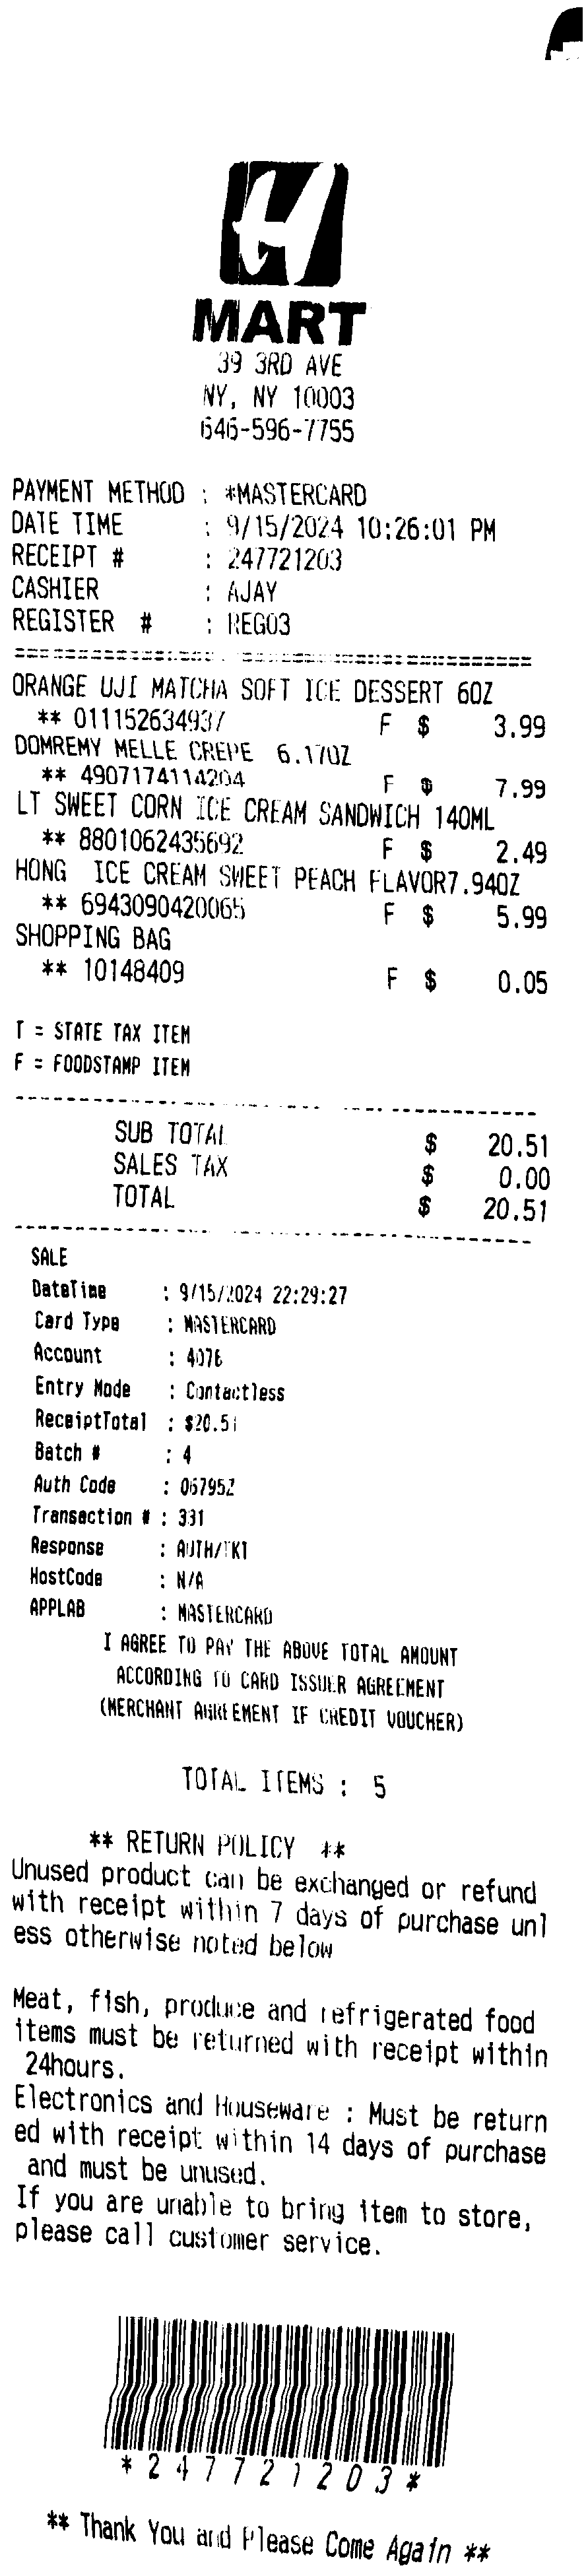 H
MART
39 3RD AVE
NY, NY 10003
646-596-7755
PAYMENT METHOD : *MASTERCARD
DATE TIME : 9/15/2024 10:26:01 PM
RECEIPT # : 247721203
CASHIER : AJAY
REGISTER # : REG03
ORANGE UJI MATCHA SOFT ICE DESSERT 6OZ
** 011152634937 F $ 3.99
DOMREMY MELLE CREPE 6.17OZ
** 4907174114204 F $ 7.99
LT SWEET CORN ICE CREAM SANDWICH 140ML
** 8801062435692 F $ 2.49
HONG ICE CREAM SWEET PEACH FLAVOR7.94OZ
** 6943090420065 F $ 5.99
SHOPPING BAG
** 10148409 F $ 0.05
T = STATE TAX ITEM
F = FOODSTAMP ITEM
SUB TOTAL $ 20.51
SALES TAX $ 0.00
TOTAL $ 20.51
SALE
DateTime : 9/15/2024 22:29:27
Card Type : MASTERCARD
Account : 4076
Entry Mode : Contactless
ReceiptTotal : $20.51
Batch # : 4
Auth Code : 06795Z
Transaction # : 331
Response : AUTH/TKT
HostCode : N/A
APPLAB : MASTERCARD
I AGREE TO PAY THE ABOVE TOTAL AMOUNT
ACCORDING TO CARD ISSUER AGREEMENT
(MERCHANT AGREEMENT IF CREDIT VOUCHER)
TOTAL ITEMS : 5
** RETURN POLICY **
Unused product can be exchanged or refund
with receipt within 7 days of purchase unl
ess otherwise noted below
Meat, fish, produce and refrigerated food
items must be returned with receipt within
24hours.
Electronics and Houseware : Must be return
ed with receipt within 14 days of purchase
and must be unused.
If you are unable to bring item to store,
please call customer service.
*247721203*
** Thank You and Please Come Again **